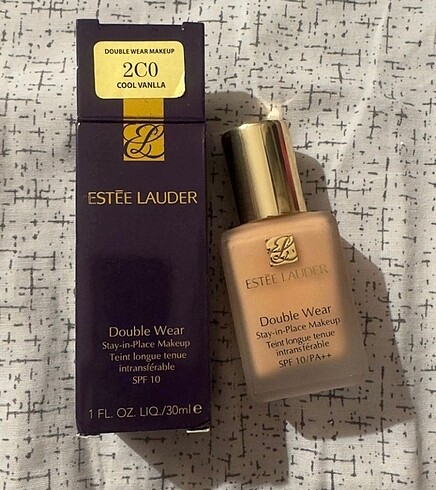 DOUBLE WEAR MAKEUP
2C0
COOL VANLLA
ESTĒE LAUDER
Double Wear
Stay-in-Place Makeup
Teint longue tenue
intransférable
SPF 10
1 FL. OZ. LIQ./30ml e
ESTĒE LAUDER
Double Wear
Stay-in-Place Makeup
Teint longue tenue
intransférable
SPF 10/PA++